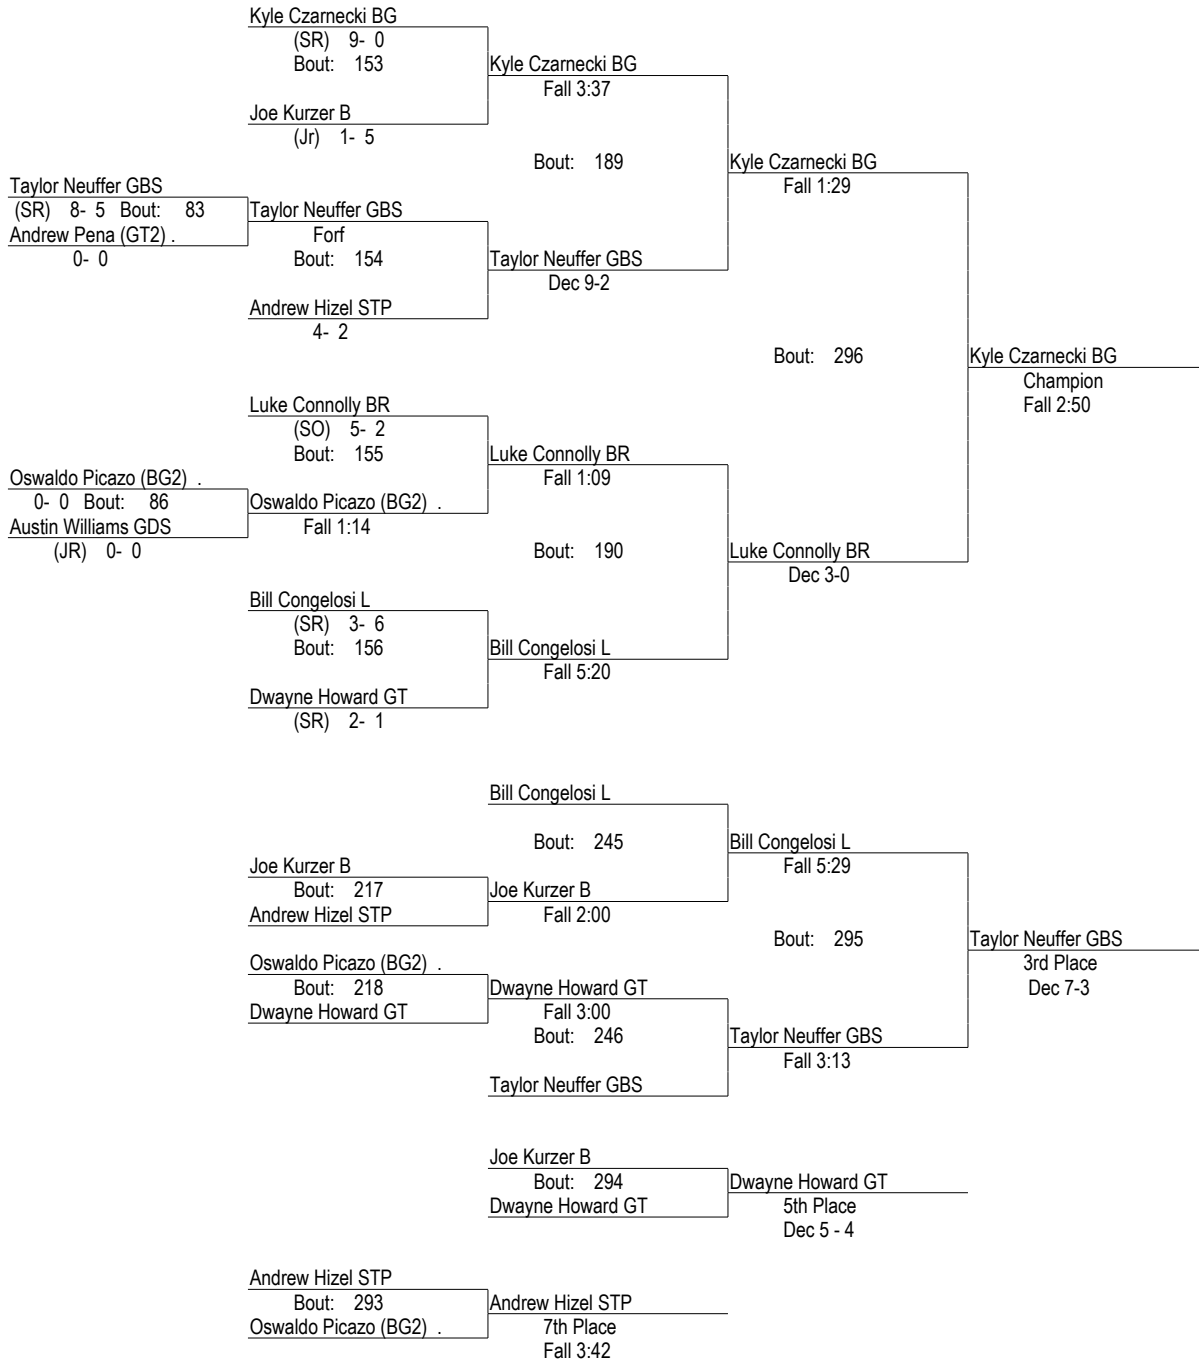 Kyle Czarnecki BG
(SR) 9- 0
Bout: 153
Kyle Czarnecki BG
Fall 3:37
Joe Kurzer B
(Jr) 1- 5
Bout: 189
Kyle Czarnecki BG
Fall 1:29
Taylor Neuffer GBS
(SR) 8- 5 Bout: 83
Andrew Pena (GT2) .
0- 0
Taylor Neuffer GBS
Forf
Bout: 154
Taylor Neuffer GBS
Dec 9-2
Andrew Hizel STP
4- 2
Bout: 296
Kyle Czarnecki BG
Champion
Fall 2:50
Luke Connolly BR
(SO) 5- 2
Bout: 155
Luke Connolly BR
Fall 1:09
Oswaldo Picazo (BG2) .
0- 0 Bout: 86
Austin Williams GDS
(JR) 0- 0
Oswaldo Picazo (BG2) .
Fall 1:14
Bout: 190
Luke Connolly BR
Dec 3-0
Bill Congelosi L
(SR) 3- 6
Bout: 156
Bill Congelosi L
Fall 5:20
Dwayne Howard GT
(SR) 2- 1
Bill Congelosi L
Bout: 245
Bill Congelosi L
Fall 5:29
Joe Kurzer B
Bout: 217
Andrew Hizel STP
Joe Kurzer B
Fall 2:00
Bout: 295
Taylor Neuffer GBS
3rd Place
Dec 7-3
Oswaldo Picazo (BG2) .
Bout: 218
Dwayne Howard GT
Dwayne Howard GT
Fall 3:00
Bout: 246
Taylor Neuffer GBS
Fall 3:13
Taylor Neuffer GBS
Joe Kurzer B
Bout: 294
Dwayne Howard GT
Dwayne Howard GT
5th Place
Dec 5 - 4
Andrew Hizel STP
Bout: 293
Oswaldo Picazo (BG2) .
Andrew Hizel STP
7th Place
Fall 3:42